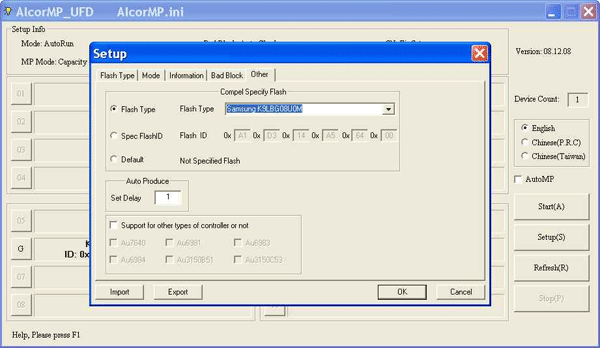 AlcorMP_UFD AlcorMP.ini
Setup Info
Mode: AutoRun
MP Mode: Capacity
Version: 08.12.08
Setup
Flash Type Mode Information Bad Block Other
Compel Specify Flash
Flash Type Flash Type Samsung K9LBG08U0M
Spec FlashID Flash ID 0x A1 0x D3 0x 14 0x A5 0x 64 0x 00
Default Not Specified Flash
Auto Produce
Set Delay 1
Support for other types of controller or not
Au7640 Au6981 Au6983
Au6984 Au3150B51 Au3150C53
Import Export OK Cancel
01
02
03
04
05
G K
ID: 0x
07
08
Device Count: 1
English
Chinese(P.R.C)
Chinese(Taiwan)
AutoMP
Start(A)
Setup(S)
Refresh(R)
Stop(P)
Help, Please press F1